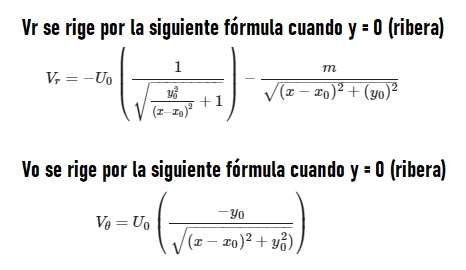 Vr se rige por la siguiente fórmula cuando y = 0 (ribera)
$V_r = -U_0 \left( \frac{1}{\sqrt{\frac{y_0^2}{(x-x_0)^2}+1}} \right) - \frac{m}{\sqrt{(x-x_0)^2+(y_0)^2}}$
Vo se rige por la siguiente fórmula cuando y = 0 (ribera)
$V_\theta = U_0 \left( \frac{-y_0}{\sqrt{(x-x_0)^2+y_0^2)}} \right)$